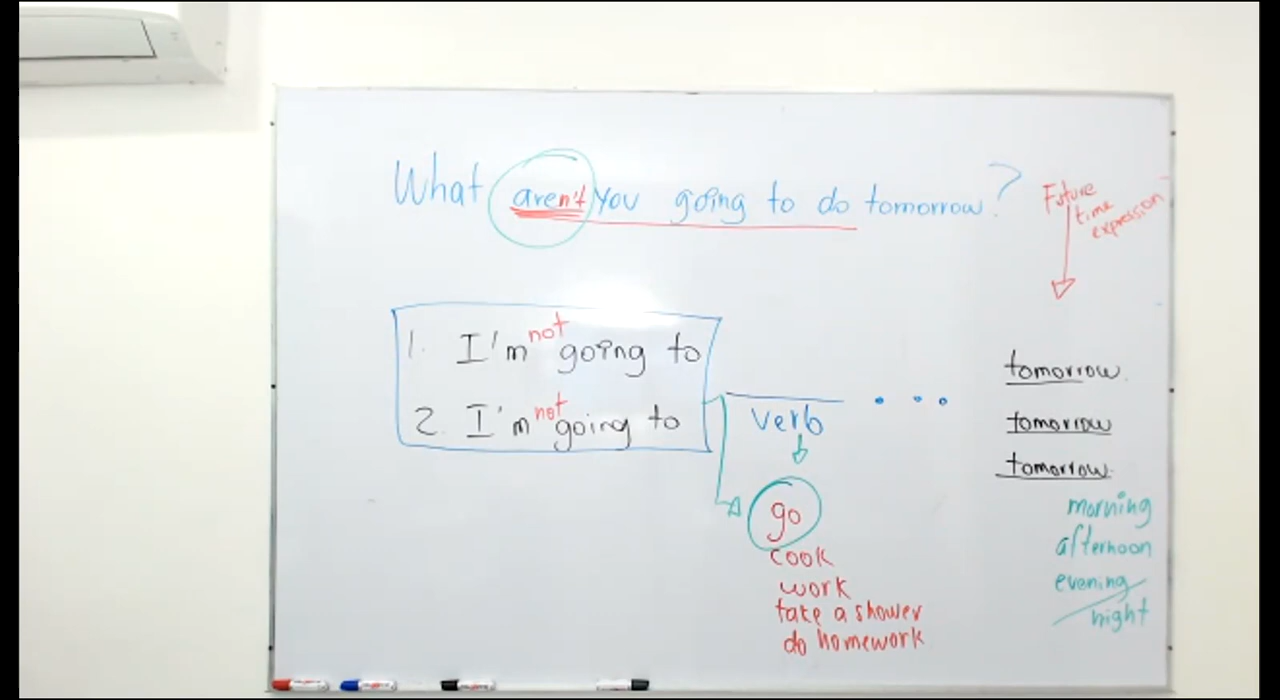 What aren't you going to do tomorrow?
Future
time
expression
1. I'm not going to
2. I'm not going to
verb
...
go
cook
work
take a shower
do homework
tomorrow
tomorrow
tomorrow
morning
afternoon
evening
night